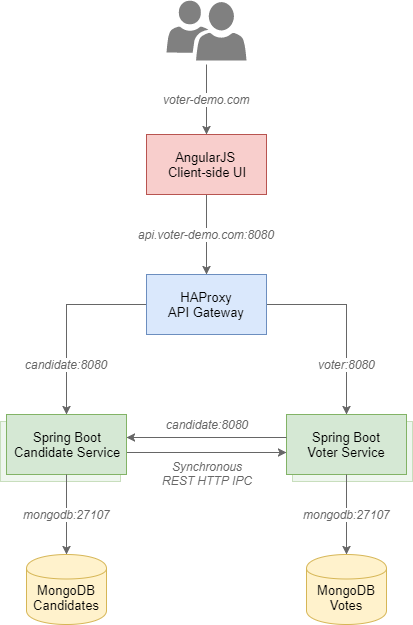 voter-demo.com
AngularJS
Client-side UI
api.voter-demo.com:8080
HAProxy
API Gateway
candidate:8080
voter:8080
Spring Boot
Candidate Service
candidate:8080
Synchronous
REST HTTP IPC
Spring Boot
Voter Service
mongodb:27107
mongodb:27107
MongoDB
Candidates
MongoDB
Votes